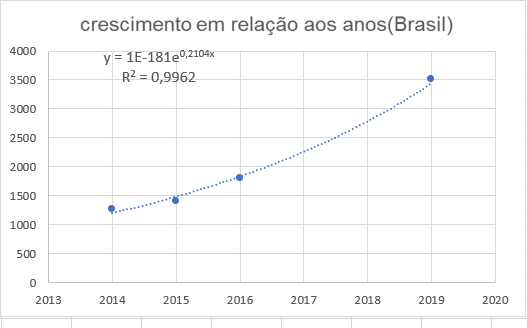 crescimento em relação aos anos(Brasil)
y = 1E-181e^0,2104x
R² = 0,9962
4000
3500
3000
2500
2000
1500
1000
500
0
2013 2014 2015 2016 2017 2018 2019 2020